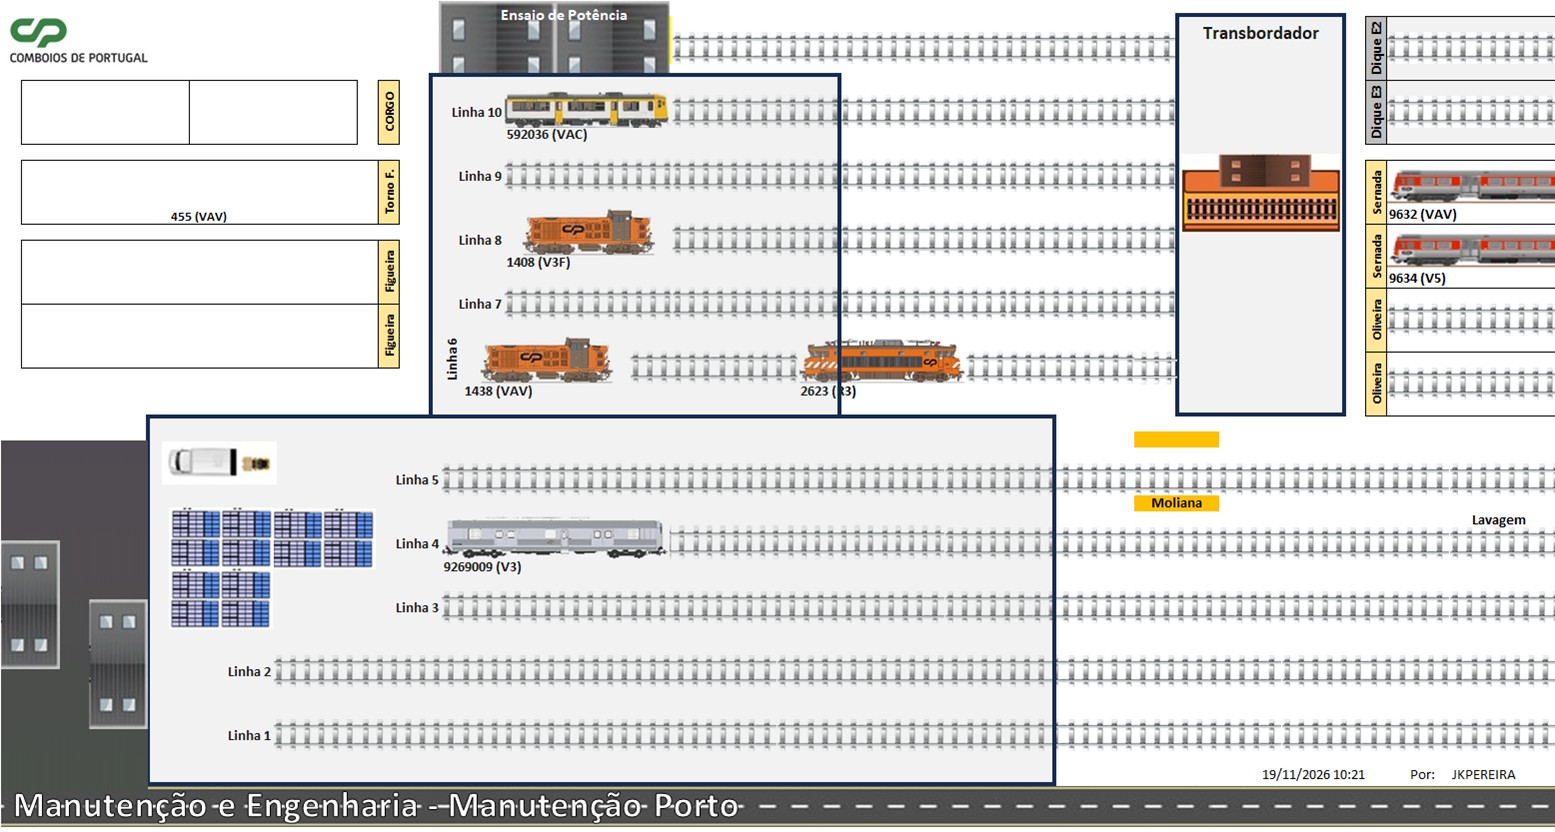 Ensaio de Potência
Transbordador
Dique E2
Dique E3
COMBOIOS DE PORTUGAL
CORGO
Linha 10
592036 (VAC)
Linha 9
Torno F.
455 (VAV)
Sernada
9632 (VAV)
Linha 8
1408 (V3F)
Sernada
9634 (V5)
Figueira
Linha 7
Oliveira
Figueira
Linha 6
1438 (VAV)
2623 (R3)
Oliveira
Linha 5
Moliana
Lavagem
Linha 4
9269009 (V3)
Linha 3
Linha 2
Linha 1
19/11/2026 10:21 Por: JKPEREIRA
Manutenção e Engenharia - Manutenção Porto